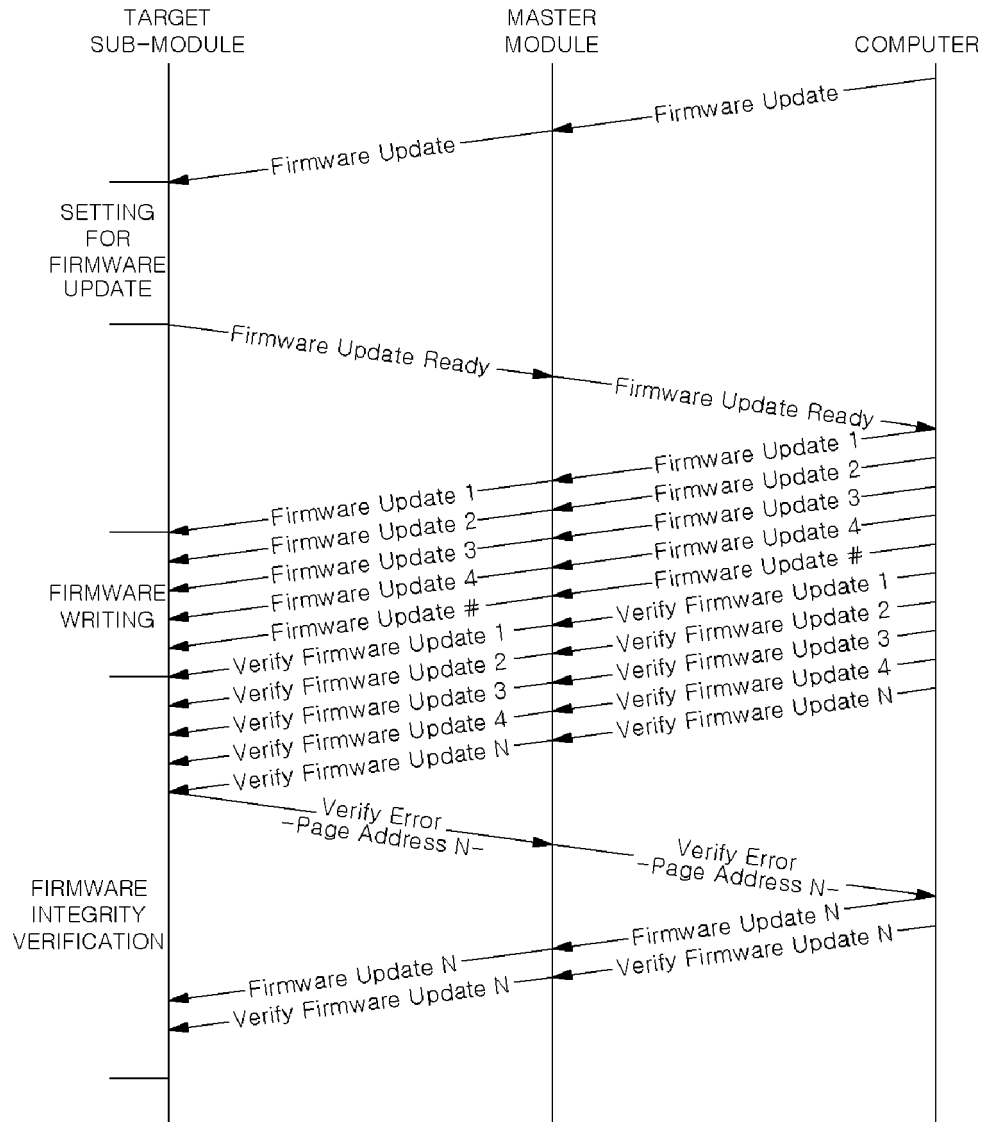 TARGET
SUB-MODULE
MASTER
MODULE
COMPUTER
Firmware Update
Firmware Update
SETTING
FOR
FIRMWARE
UPDATE
Firmware Update Ready
Firmware Update Ready
Firmware Update 1
Firmware Update 2
Firmware Update 3
Firmware Update 4
Firmware Update #
Verify Firmware Update 1
Verify Firmware Update 2
Verify Firmware Update 3
Verify Firmware Update 4
Verify Firmware Update N
Firmware Update 1
Firmware Update 2
Firmware Update 3
Firmware Update 4
Firmware Update #
Verify Firmware Update 1
Verify Firmware Update 2
Verify Firmware Update 3
Verify Firmware Update 4
Verify Firmware Update N
FIRMWARE
WRITING
Verify Error
-Page Address N-
Verify Error
-Page Address N-
FIRMWARE
INTEGRITY
VERIFICATION
Firmware Update N
Verify Firmware Update N
Firmware Update N
Verify Firmware Update N